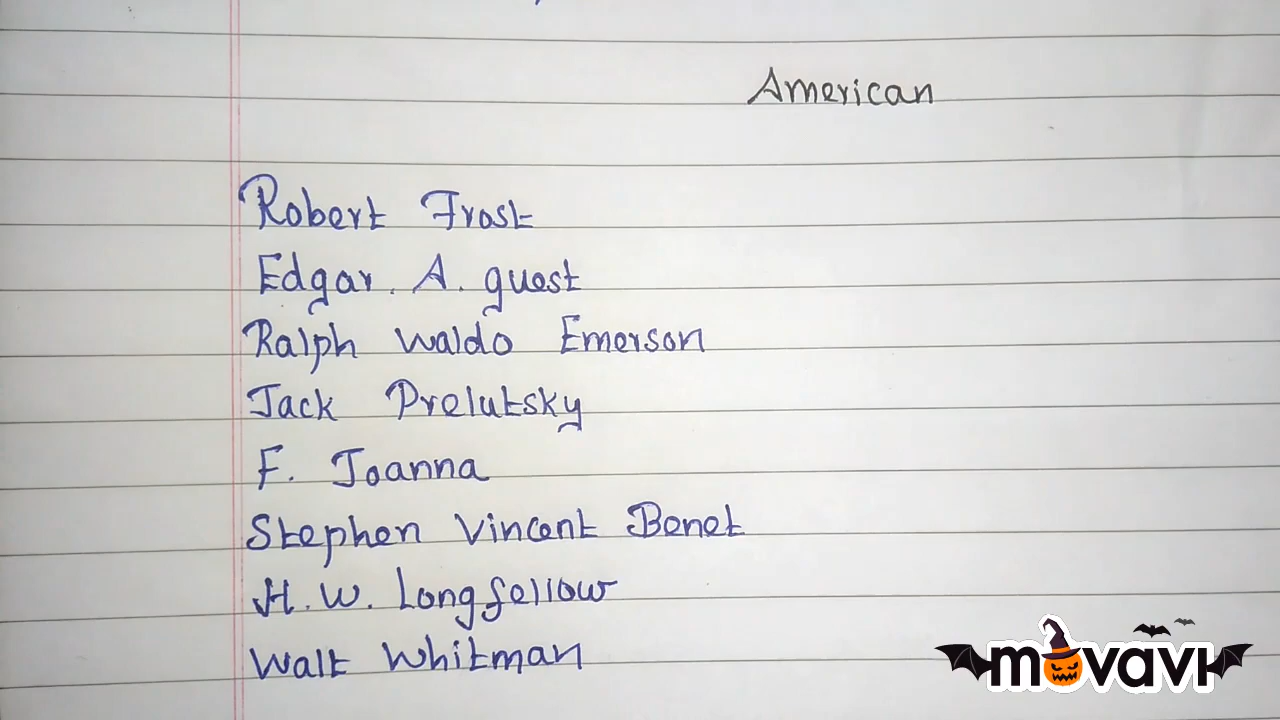 American
Robert Frost
Edgar. A. guest
Ralph Waldo Emerson
Jack Prelutsky
F. Joanna
Stephen Vincent Benet
H. W. Longfellow
Walt Whitman
movavi